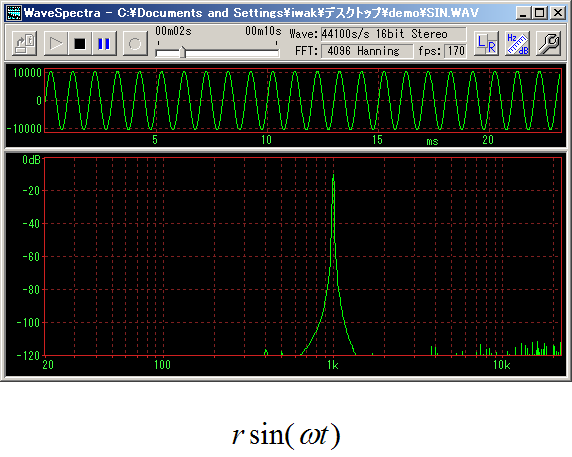 WaveSpectra - C:¥Documents and Settings¥iwak¥デスクトップ¥demo¥SIN.WAV
00m02s 00m10s Wave: 44100s/s 16bit Stereo
FFT: 4096 Hanning fps: 170
L R Hz dB
10000
0
-10000
5 10 15 ms 20
0dB
-20
-40
-60
-80
-100
-120
20 100 1k 10k
r sin(ωt)